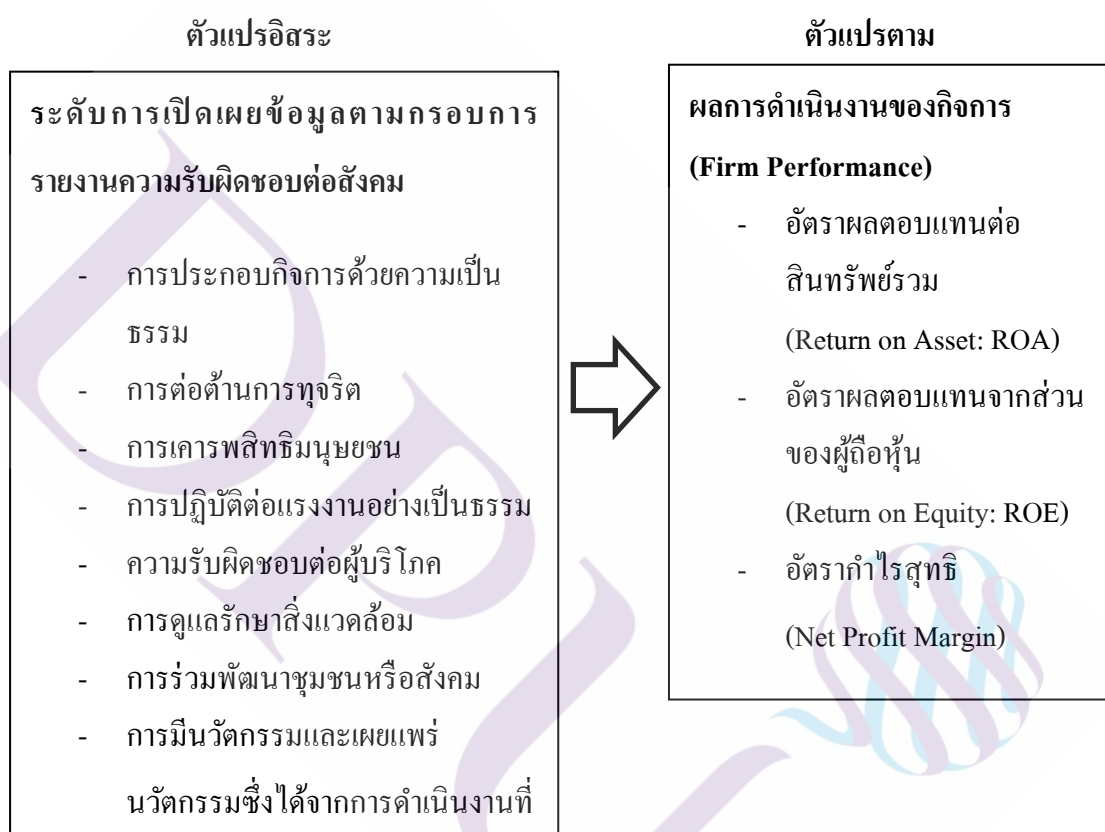 ตัวแปรอิสระ
ระดับการเปิดเผยข้อมูลตามกรอบการ
รายงานความรับผิดชอบต่อสังคม
- การประกอบกิจการด้วยความเป็น
ธรรม
- การต่อต้านการทุจริต
- การเคารพสิทธิมนุษยชน
- การปฏิบัติต่อแรงงานอย่างเป็นธรรม
- ความรับผิดชอบต่อผู้บริโภค
- การดูแลรักษาสิ่งแวดล้อม
- การร่วมพัฒนาชุมชนหรือสังคม
- การมีนวัตกรรมและเผยแพร่
นวัตกรรมซึ่งได้จากการดำเนินงานที่
ตัวแปรตาม
ผลการดำเนินงานของกิจการ
(Firm Performance)
- อัตราผลตอบแทนต่อ
สินทรัพย์รวม
(Return on Asset: ROA)
- อัตราผลตอบแทนจากส่วน
ของผู้ถือหุ้น
(Return on Equity: ROE)
- อัตรากำไรสุทธิ
(Net Profit Margin)